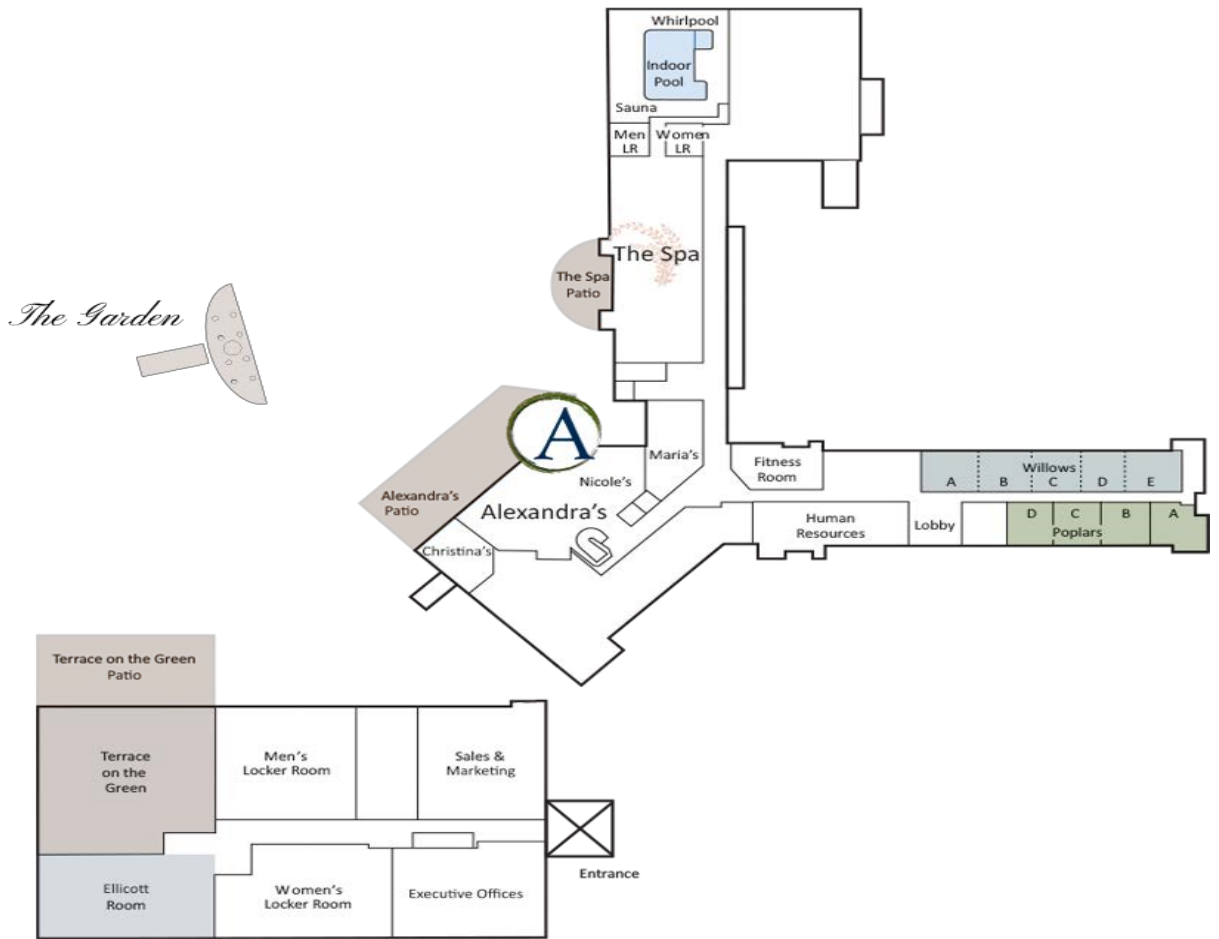 Whirlpool
Indoor
Pool
Sauna
Men
LR
Women
LR
The Spa
The Spa
Patio
The Garden
A
Maria's
Nicole's
Alexandra's
Patio
Alexandra's
Christina's
Fitness
Room
Willows
A B C D E
Human
Resources
Lobby
D C B A
Poplars
Terrace on the Green
Patio
Terrace
on the
Green
Men's
Locker Room
Sales &
Marketing
Entrance
Ellicott
Room
Women's
Locker Room
Executive Offices